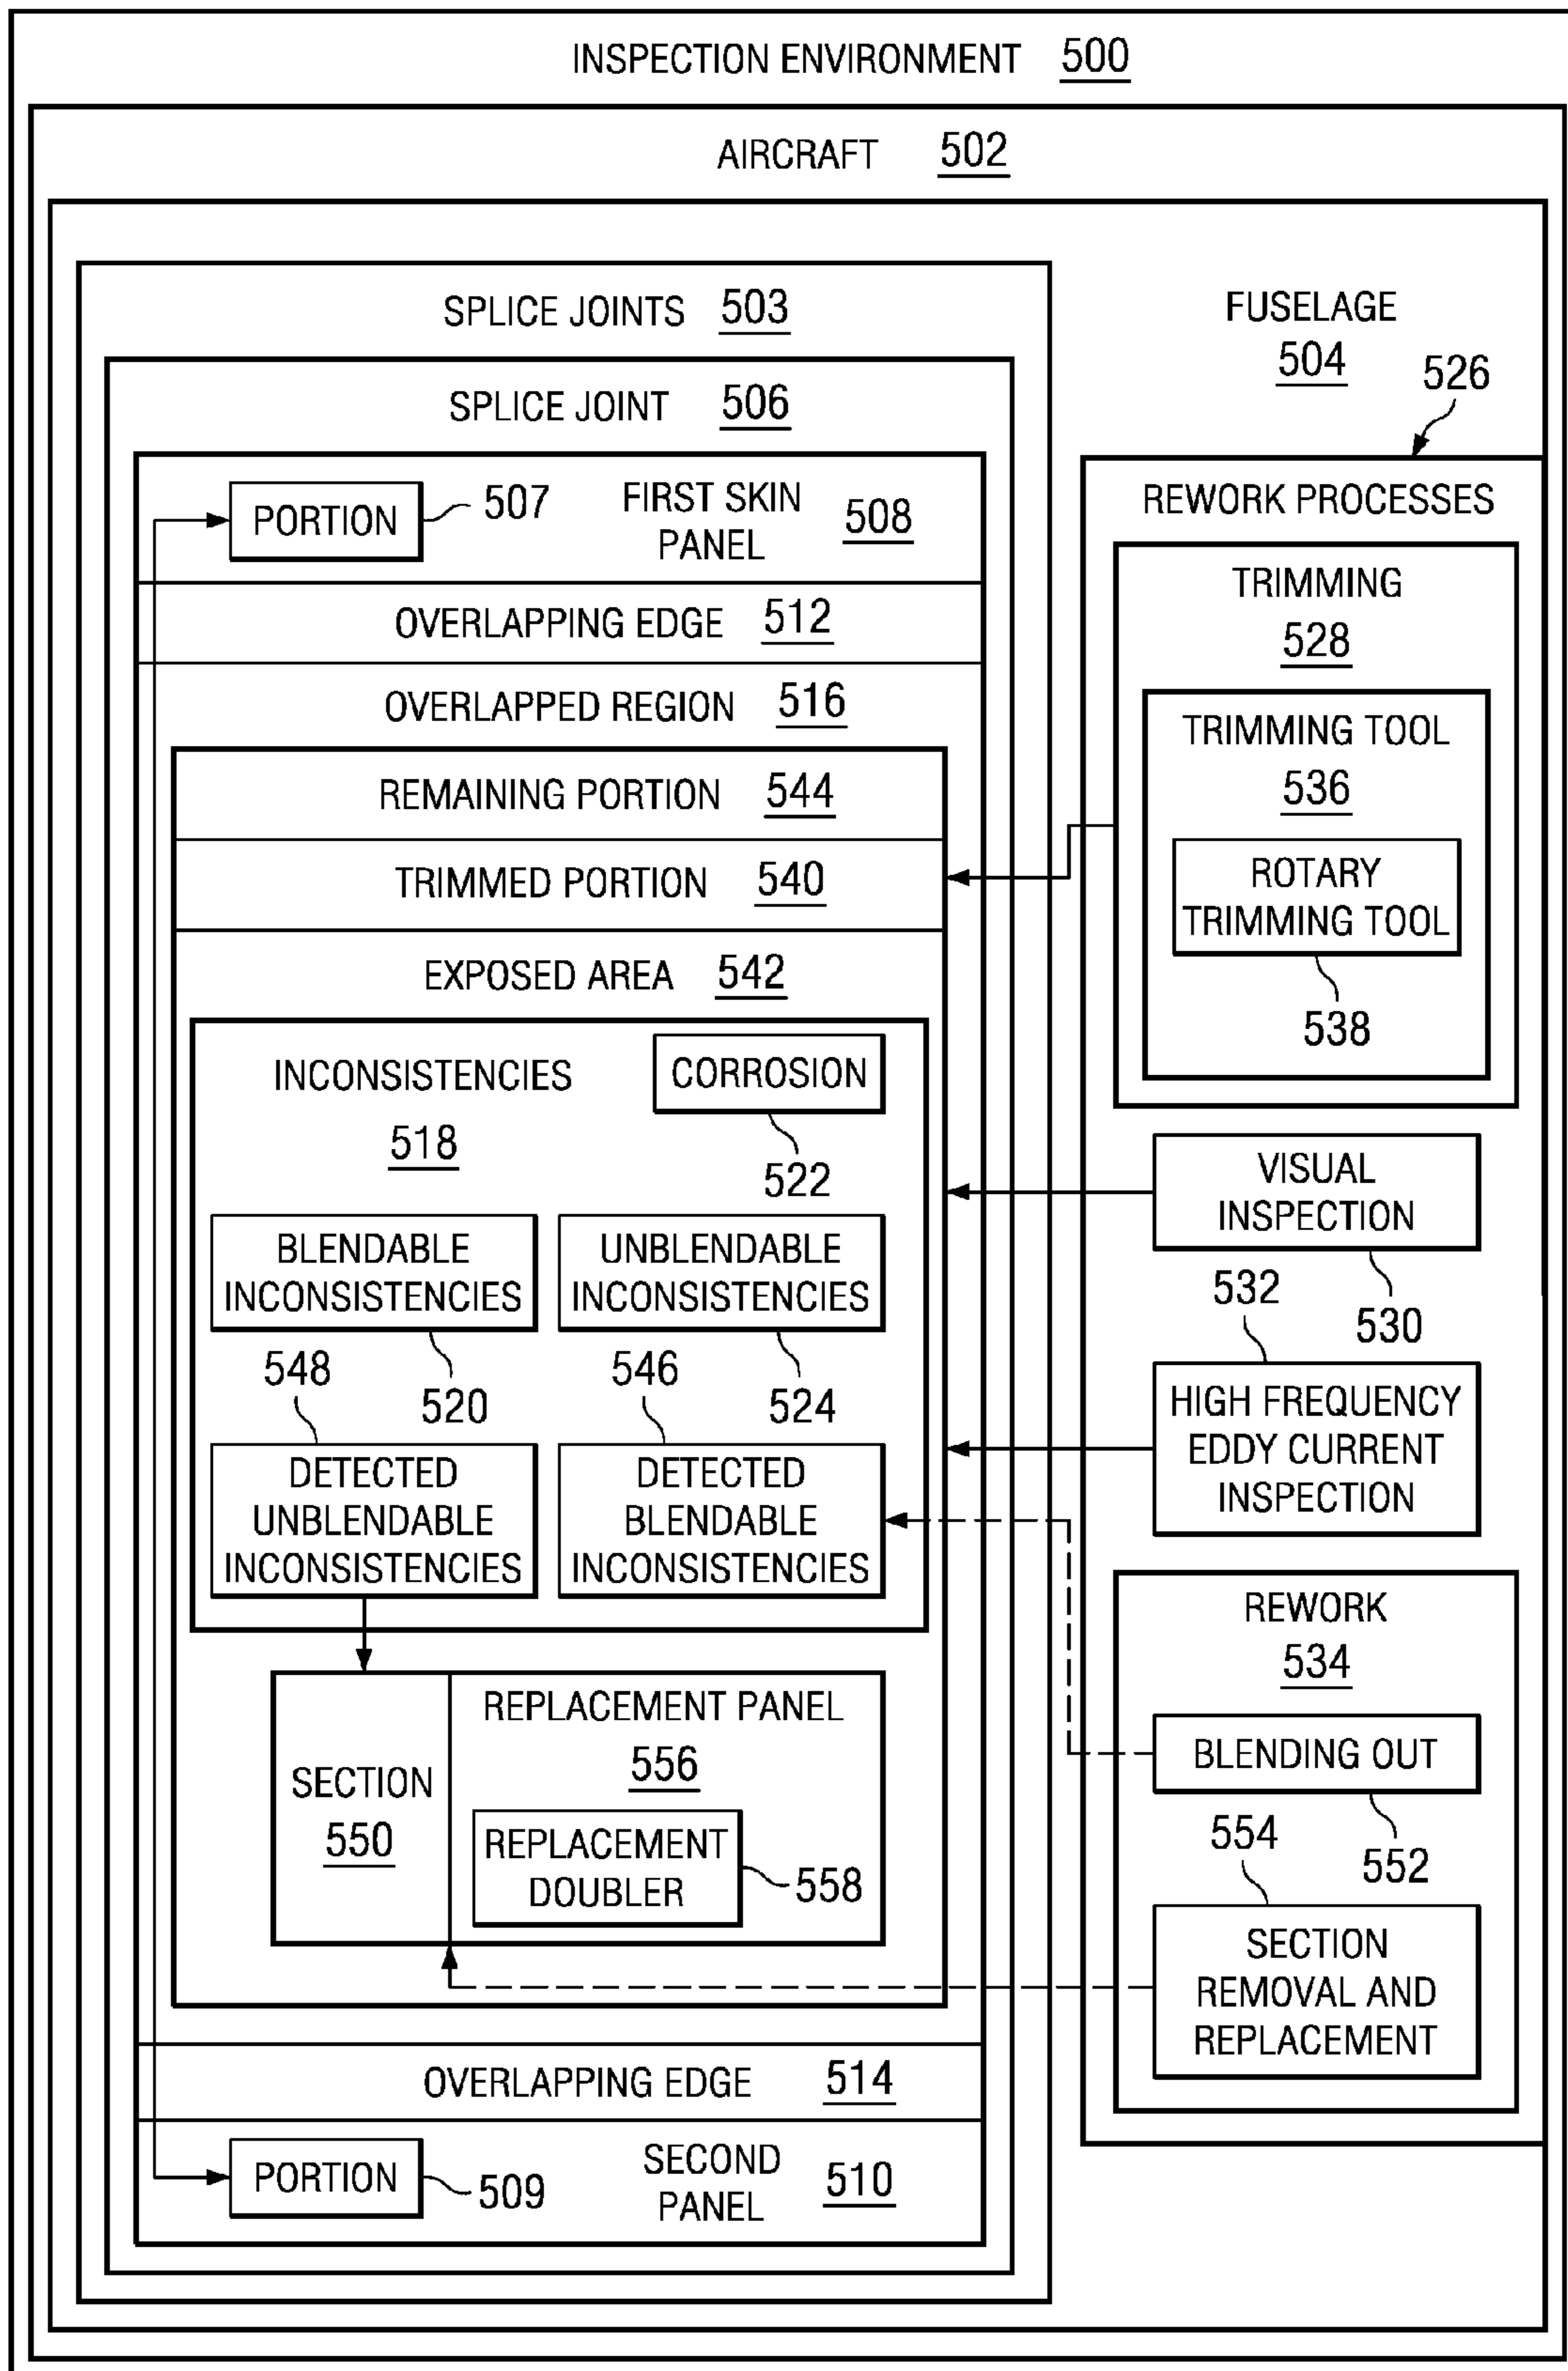 INSPECTION ENVIRONMENT 500
AIRCRAFT 502
SPLICE JOINTS 503
SPLICE JOINT 506
PORTION
507
FIRST SKIN
PANEL
508
OVERLAPPING EDGE 512
OVERLAPPED REGION 516
REMAINING PORTION 544
TRIMMED PORTION 540
EXPOSED AREA 542
INCONSISTENCIES
518
CORROSION
522
BLENDABLE
INCONSISTENCIES
520
UNBLENDABLE
INCONSISTENCIES
524
548
DETECTED
UNBLENDABLE
INCONSISTENCIES
546
DETECTED
BLENDABLE
INCONSISTENCIES
SECTION
550
REPLACEMENT PANEL
556
REPLACEMENT
DOUBLER
558
OVERLAPPING EDGE 514
PORTION
509
SECOND
PANEL
510
FUSELAGE
504
526
REWORK PROCESSES
TRIMMING
528
TRIMMING TOOL
536
ROTARY
TRIMMING TOOL
538
VISUAL
INSPECTION
530
532
HIGH FREQUENCY
EDDY CURRENT
INSPECTION
REWORK
534
BLENDING OUT
552
554
SECTION
REMOVAL AND
REPLACEMENT